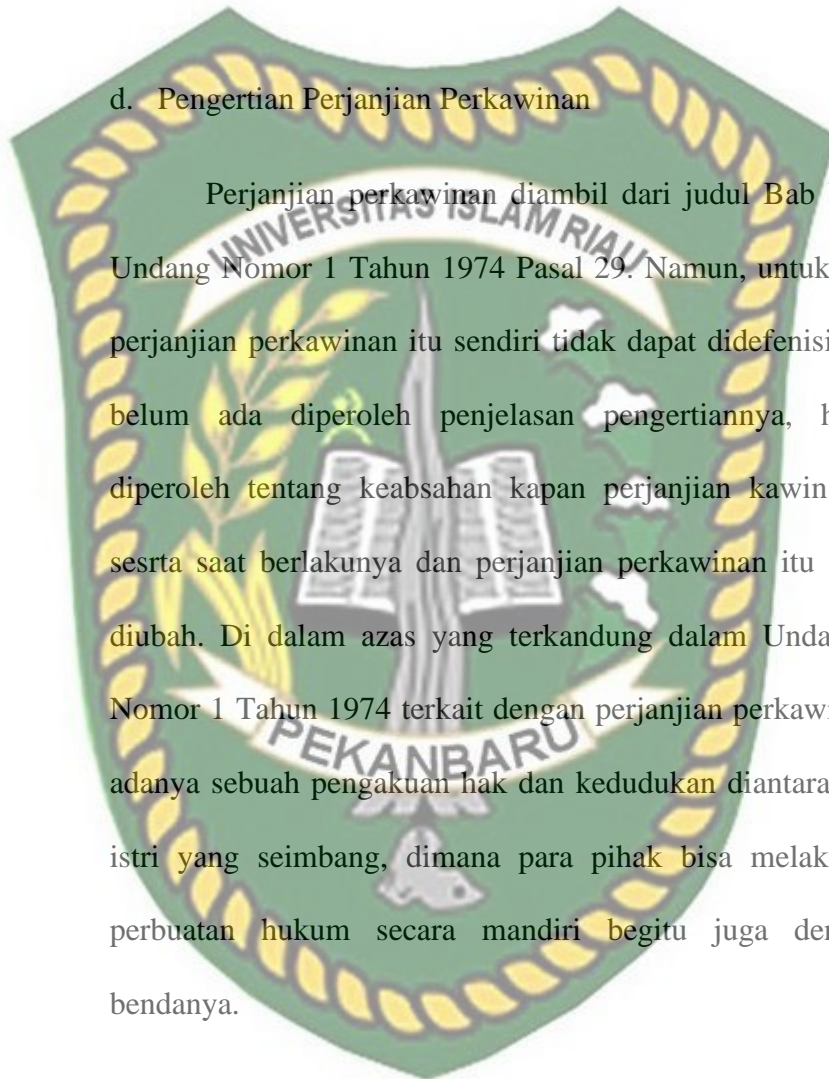 d. Pengertian Perjanjian Perkawinan
Perjanjian perkawinan diambil dari judul Bab
UNIVERSITAS ISLAM RIAU
Undang Nomor 1 Tahun 1974 Pasal 29. Namun, untuk
perjanjian perkawinan itu sendiri tidak dapat didefenisi
belum ada diperoleh penjelasan pengertiannya, h
diperoleh tentang keabsahan kapan perjanjian kawin
sesrta saat berlakunya dan perjanjian perkawinan itu
diubah. Di dalam azas yang terkandung dalam Unda
Nomor 1 Tahun 1974 terkait dengan perjanjian perkawi
PEKANBARU
adanya sebuah pengakuan hak dan kedudukan diantara
istri yang seimbang, dimana para pihak bisa melak
perbuatan hukum secara mandiri begitu juga der
bendanya.